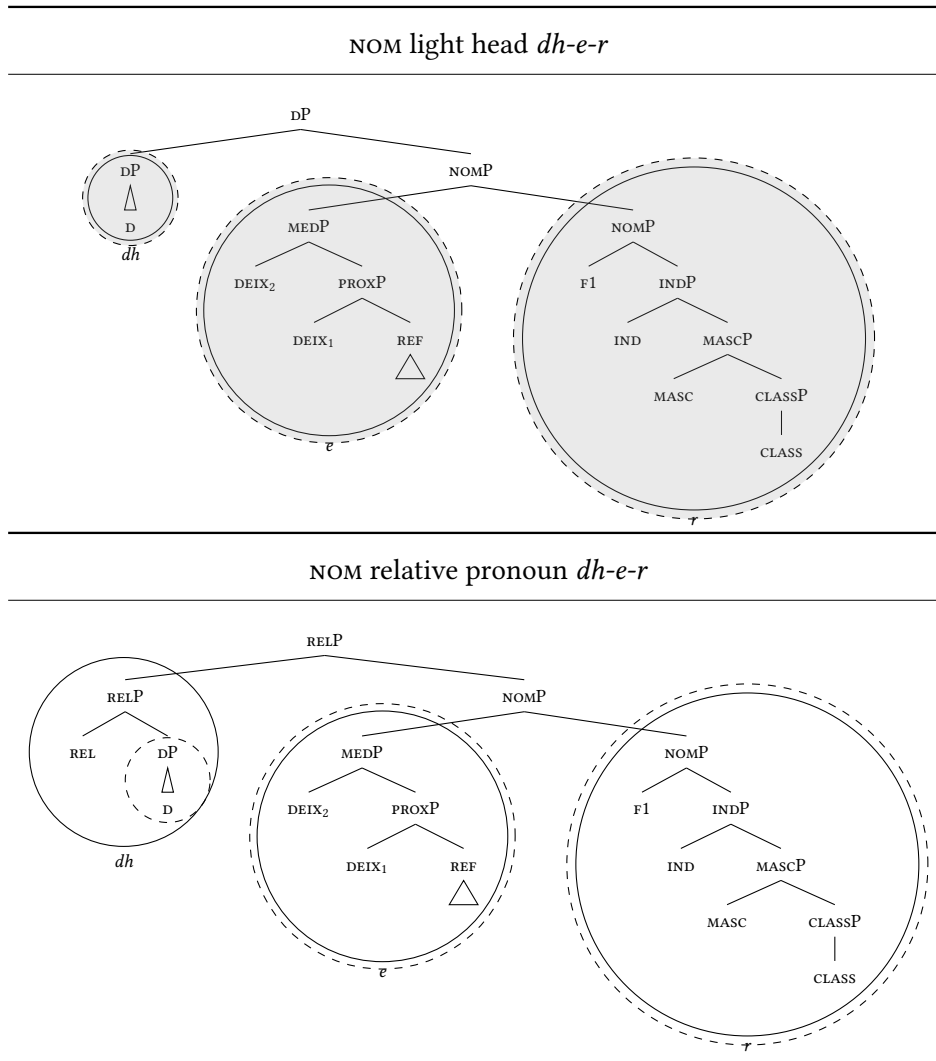 NOM light head dh-e-r
DP
DP NOMP
D MEDP NOMP
dh
DEIX₂ PROXP F1 INDP
DEIX₁ REF IND MASCP
MASC CLASSP
e CLASS
r
NOM relative pronoun dh-e-r
RELP
RELP NOMP
REL DP MEDP NOMP
D DEIX₂ PROXP F1 INDP
dh
DEIX₁ REF IND MASCP
MASC CLASSP
e CLASS
r